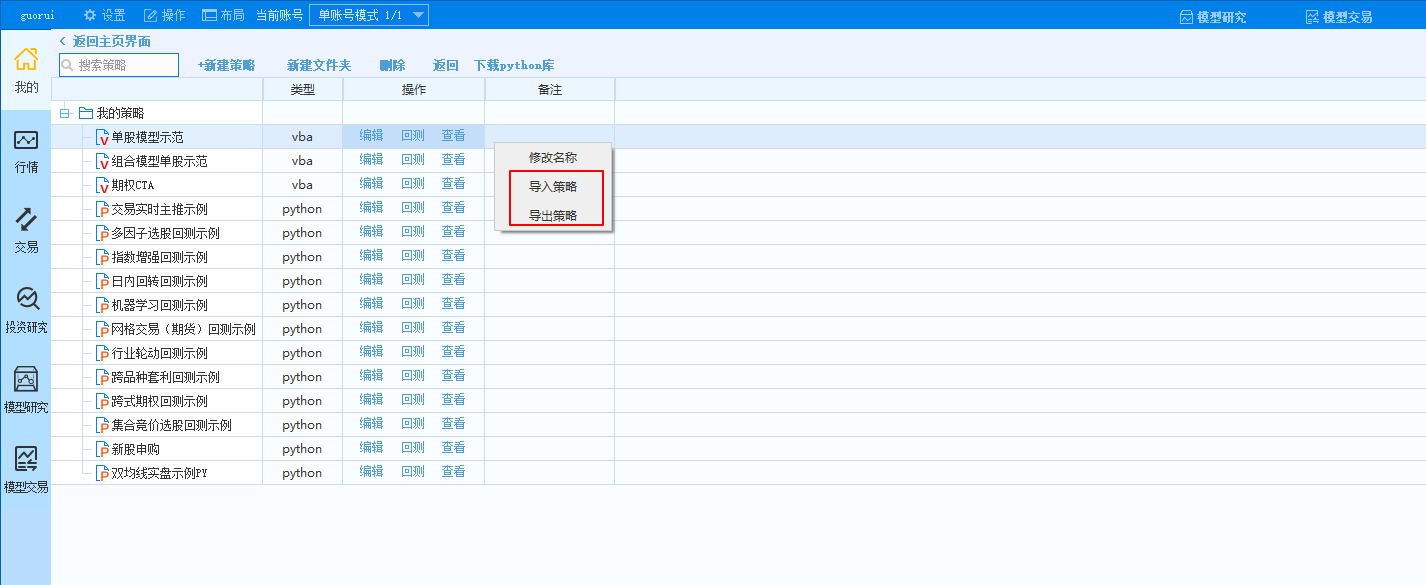 guorui 设置 操作 布局 当前账号 单账号模式 1/1 模型研究 模型交易
返回主页界面
搜索策略 +新建策略 新建文件夹 删除 返回 下载python库
我的
类型 操作 备注
我的策略
单股模型示范 vba 编辑 回测 查看
组合模型单股示范 vba 编辑 回测 查看
期权CTA vba 编辑 回测 查看
交易实时主推示例 python 编辑 回测 查看
多因子选股回测示例 python 编辑 回测 查看
指数增强回测示例 python 编辑 回测 查看
日内回转回测示例 python 编辑 回测 查看
机器学习回测示例 python 编辑 回测 查看
网格交易（期货）回测示例 python 编辑 回测 查看
行业轮动回测示例 python 编辑 回测 查看
跨品种套利回测示例 python 编辑 回测 查看
跨式期权回测示例 python 编辑 回测 查看
集合竞价选股回测示例 python 编辑 回测 查看
新股申购 python 编辑 回测 查看
双均线实盘示例PY python 编辑 回测 查看
修改名称
导入策略
导出策略
行情
交易
投资研究
模型研究
模型交易